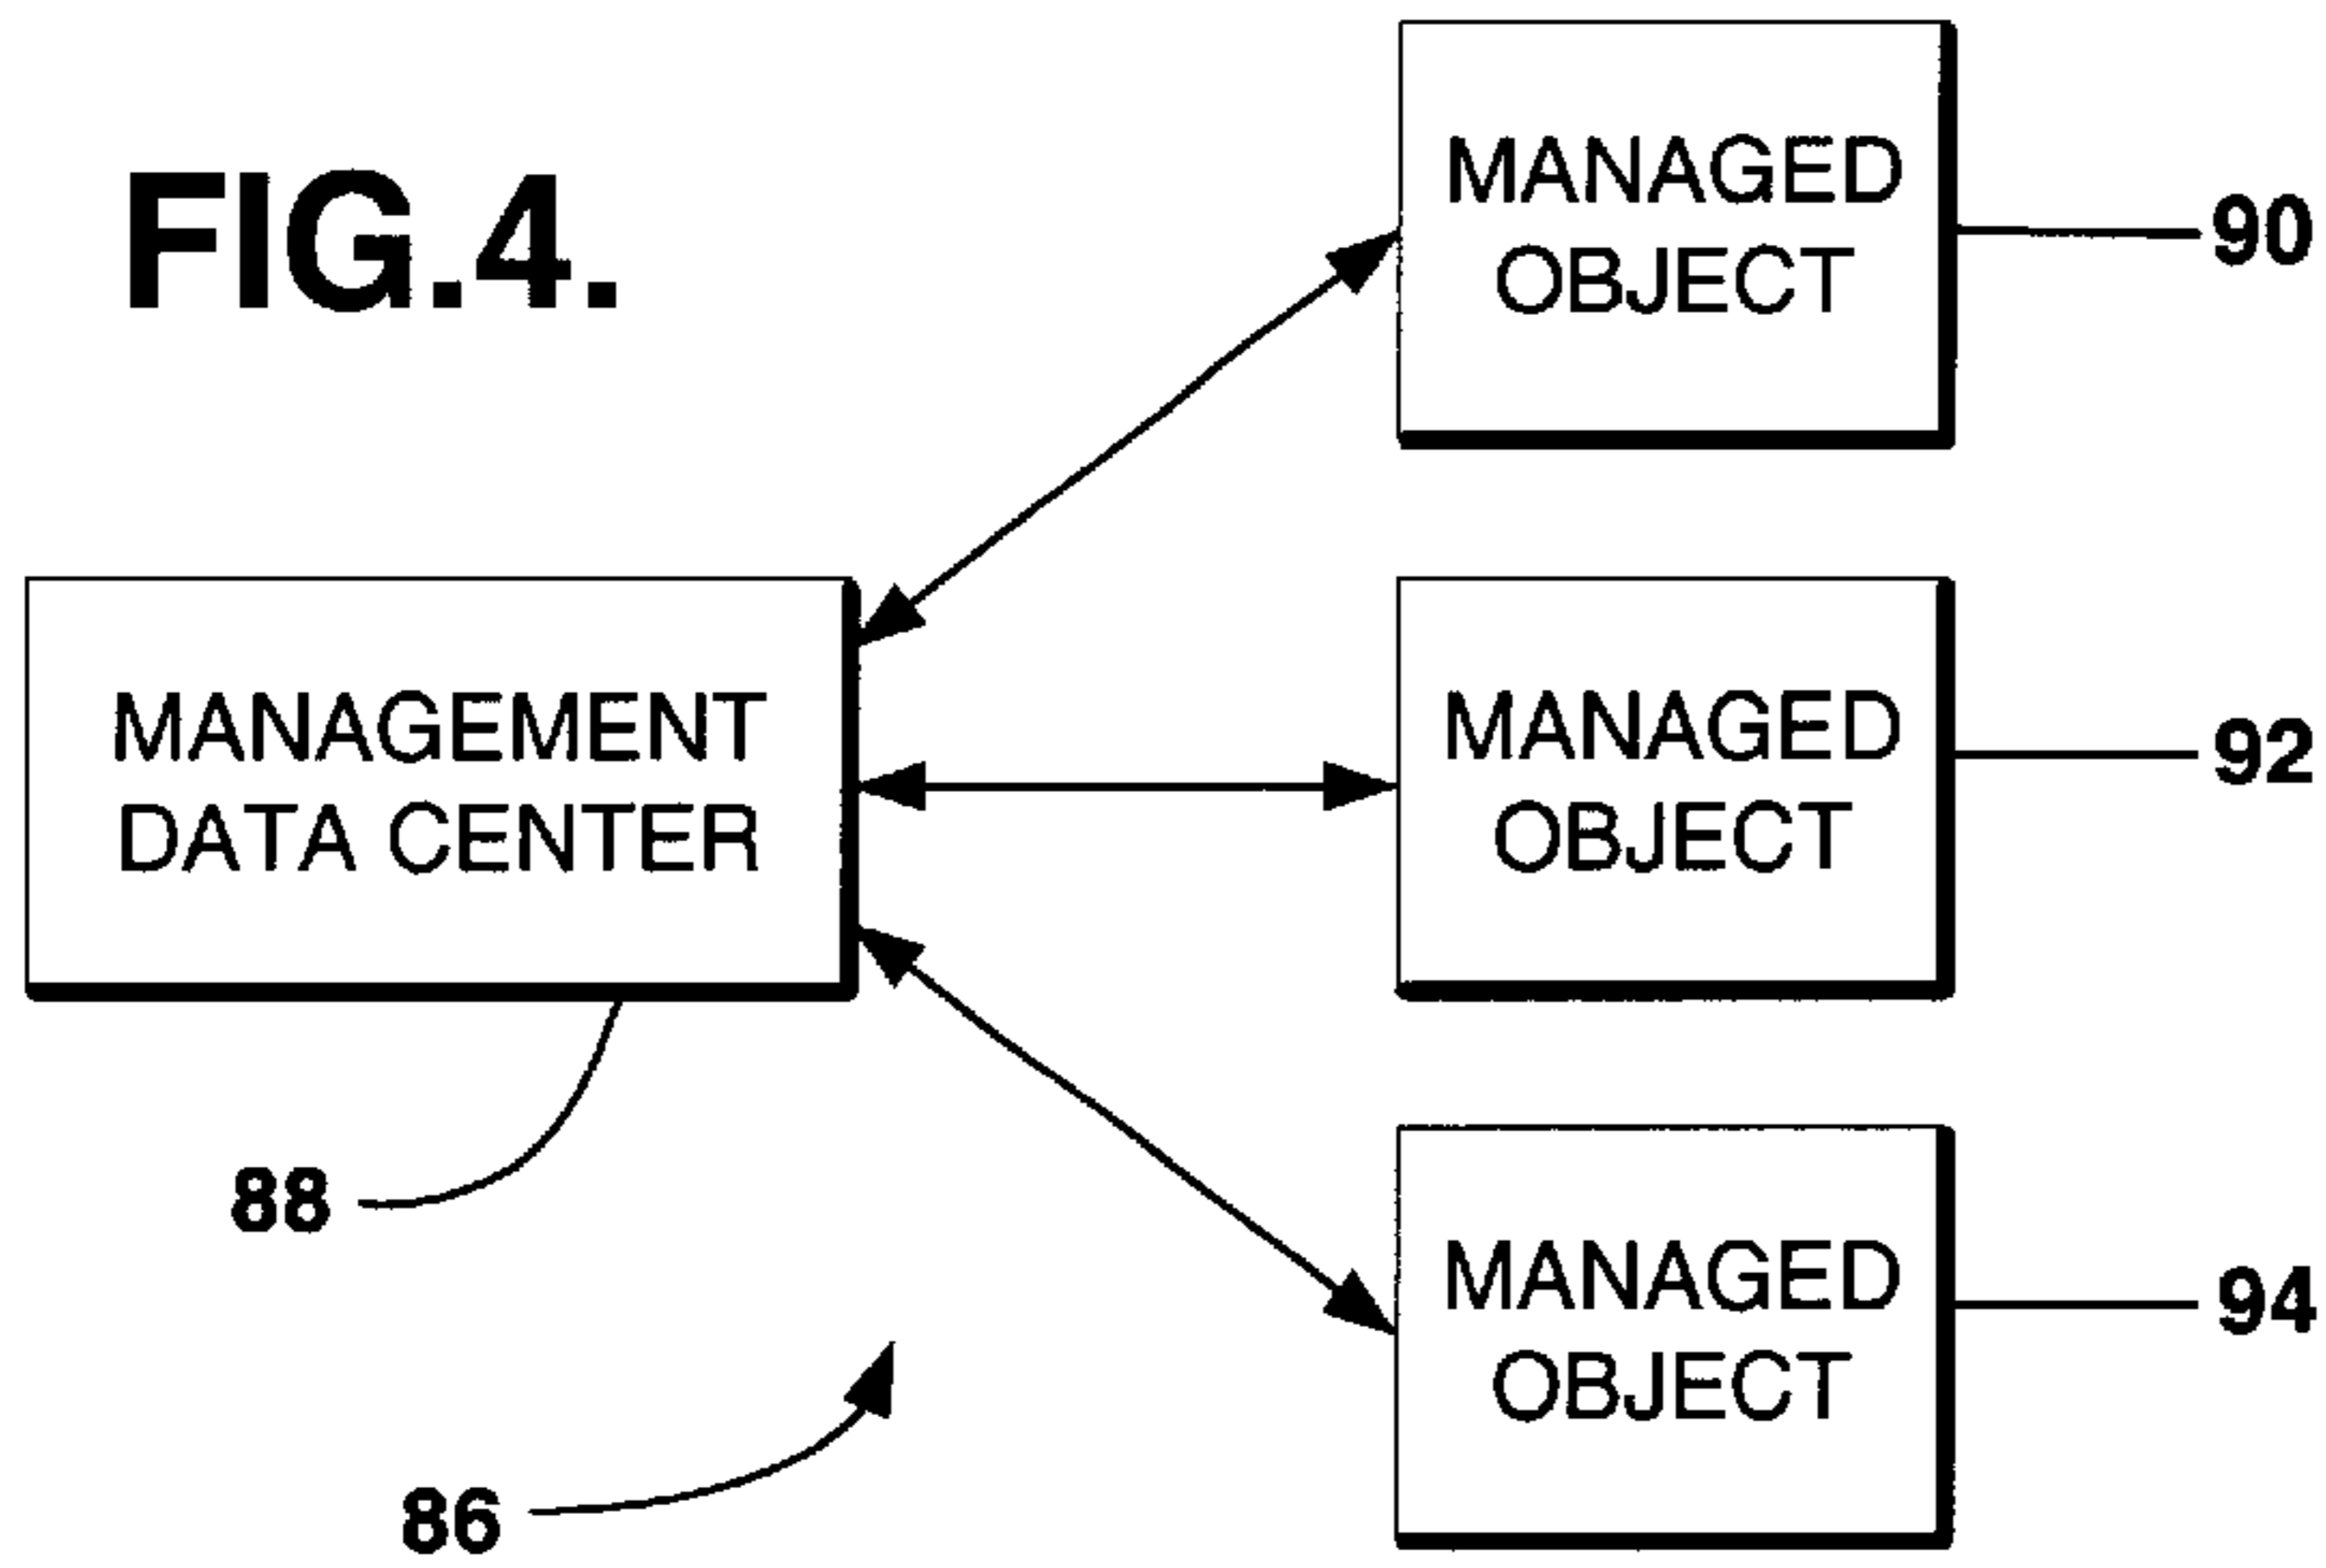 FIG.4.
MANAGED
OBJECT
90
MANAGEMENT
DATA CENTER
MANAGED
OBJECT
92
88
MANAGED
OBJECT
94
86